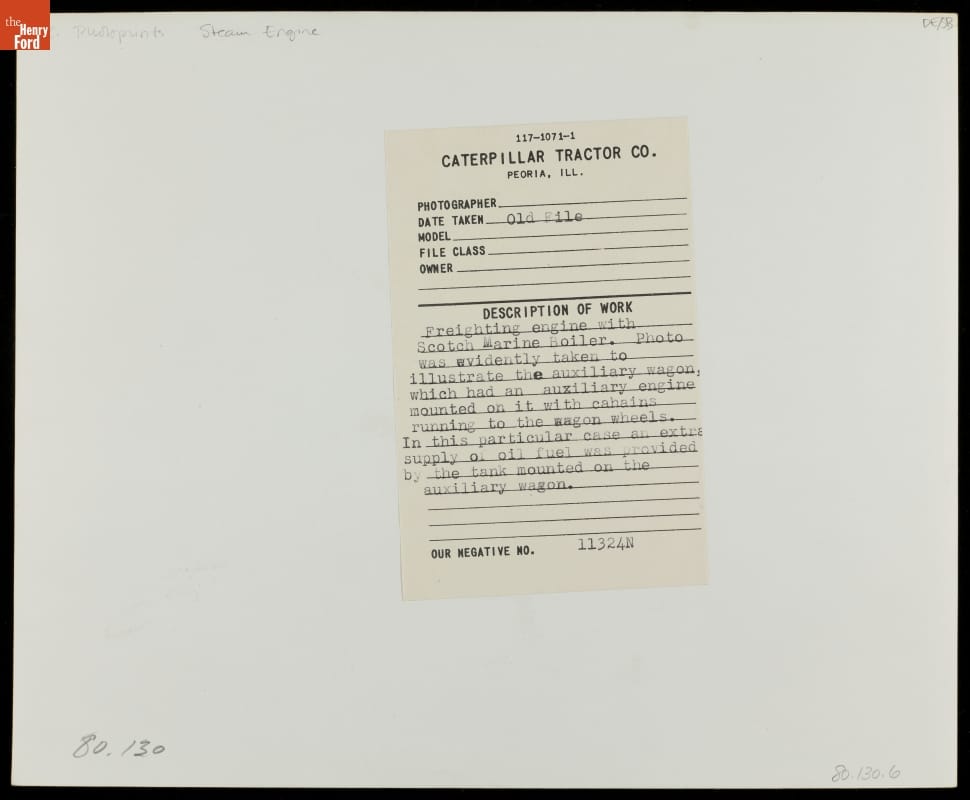 the
Henry
Ford
Photoprints Steam Engine
DE/SB
117-1071-1
CATERPILLAR TRACTOR CO.
PEORIA, ILL.
PHOTOGRAPHER
DATE TAKEN Old File
MODEL
FILE CLASS
OWNER
DESCRIPTION OF WORK
Freighting engine with
Scotch Marine Boiler. Photo
was evidently taken to
illustrate the auxiliary wagon,
which had an auxiliary engine
mounted on it with cahains
running to the wagon wheels.
In this particular case an extra
supply of oil fuel was provided
by the tank mounted on the
auxiliary wagon.
OUR NEGATIVE NO. 11324N
80.130
80.130.6